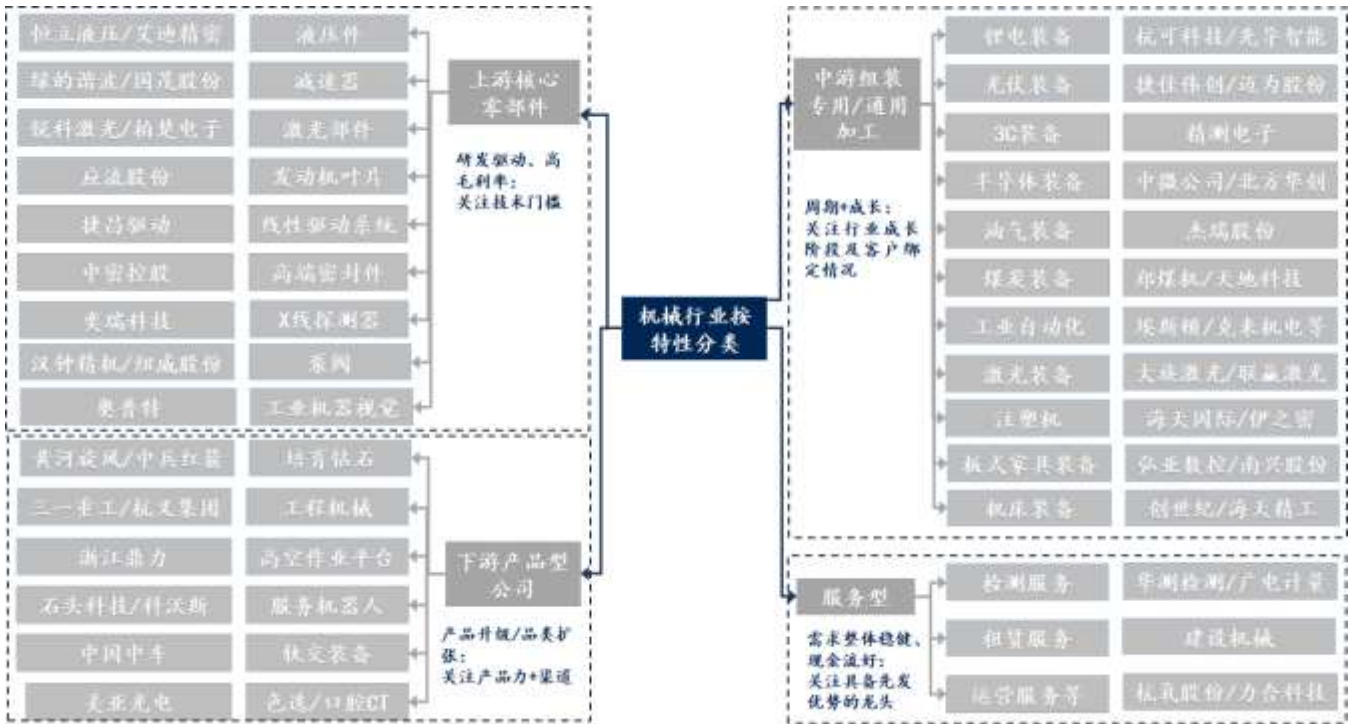 恒立液压/艾迪精密
液压件
绿的谐波/国茂股份
减速器
锐科激光/柏楚电子
激光部件
应流股份
发动机叶片
捷昌驱动
线性驱动系统
中密控股
高端密封件
奕瑞科技
X线探测器
汉钟精机/纽威股份
泵阀
奥普特
工业机器视觉
上游核心
零部件
研发驱动、高
毛利率:
关注技术门槛
黄河旋风/中兵红箭
培育钻石
三一重工/杭叉集团
工程机械
浙江鼎力
高空作业平台
石头科技/科沃斯
服务机器人
中国中车
轨交装备
美亚光电
色选/口腔CT
下游产品型
公司
产品升级/品类扩
张:
关注产品力+渠道
机械行业按
特性分类
中游组装
专用/通用
加工
周期+成长:
关注行业成长
阶段及客户绑
定情况
锂电装备
杭可科技/先导智能
光伏装备
捷佳伟创/迈为股份
3C装备
精测电子
半导体装备
中微公司/北方华创
油气装备
杰瑞股份
煤炭装备
郑煤机/天地科技
工业自动化
埃斯顿/克来机电等
激光装备
大族激光/联赢激光
注塑机
海天国际/伊之密
板式家具装备
弘亚数控/南兴股份
机床装备
创世纪/海天精工
服务型
需求整体稳健、
现金流好:
关注具备先发
优势的龙头
检测服务
华测检测/广电计量
租赁服务
建设机械
运营服务等
杭氧股份/力合科技